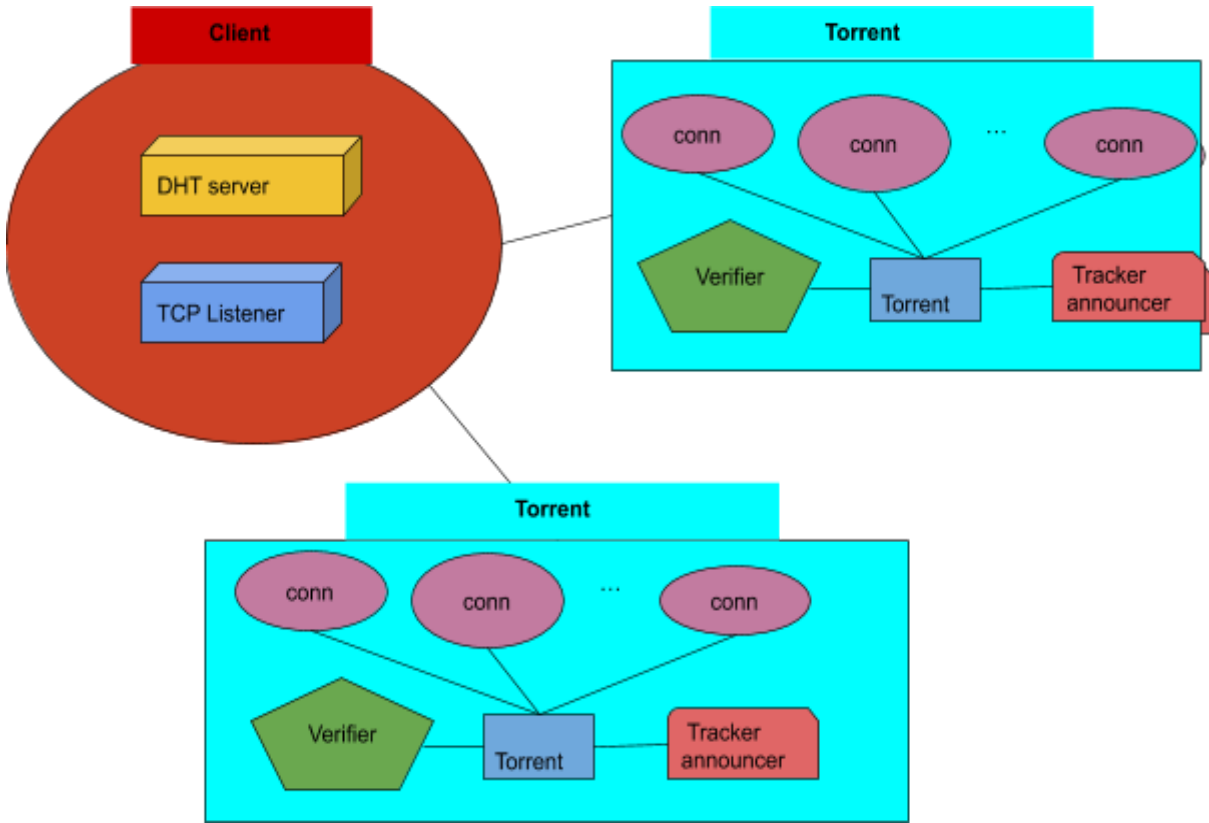 Client
DHT server
TCP Listener
Torrent
conn
conn
...
conn
Verifier
Torrent
Tracker
announcer
Torrent
conn
conn
...
conn
Verifier
Torrent
Tracker
announcer